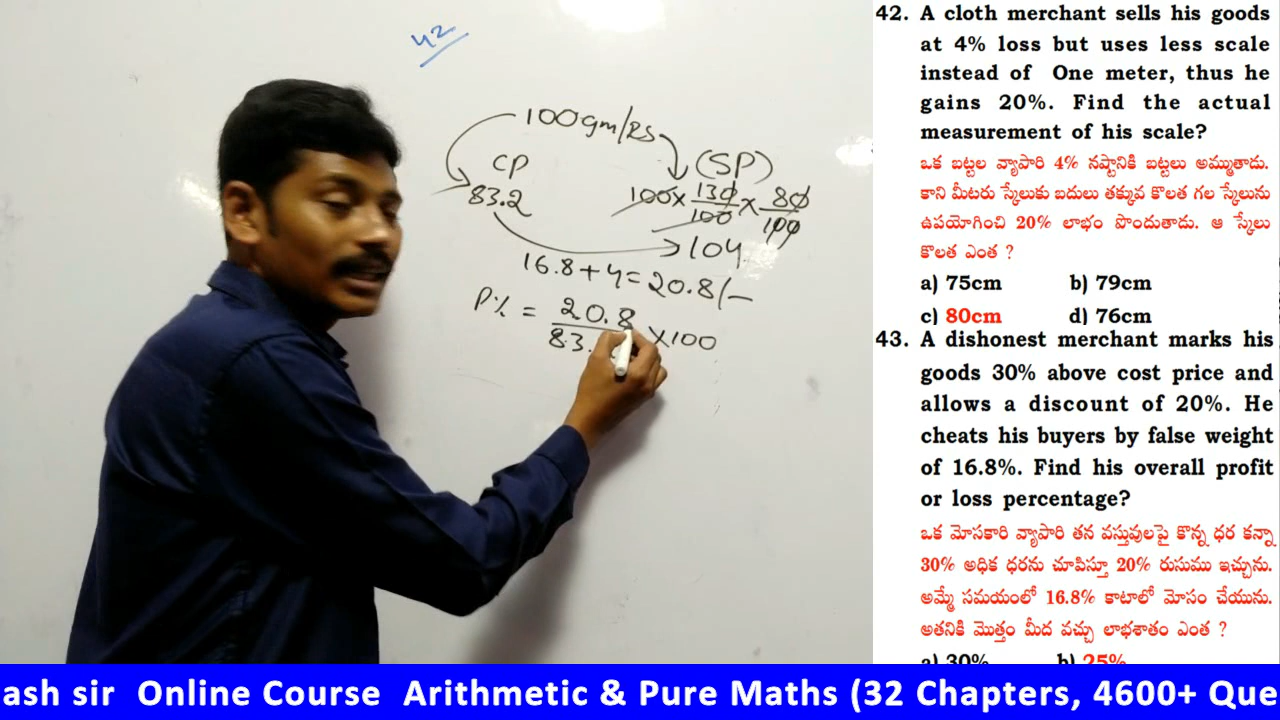 42
100gm/Rs
CP (SP)
83.2 100 × 130/100 × 80/100
104
16.8 + 4 = 20.8/-
P% = 20.8/83. × 100
42. A cloth merchant sells his goods
at 4% loss but uses less scale
instead of One meter, thus he
gains 20%. Find the actual
measurement of his scale?
ఒక బట్టల వ్యాపారి 4% నష్టానికి బట్టలు అమ్ముతాడు.
కాని మీటరు స్కేలుకు బదులు తక్కువ కొలత గల స్కేలును
ఉపయోగించి 20% లాభం పొందుతాడు. ఆ స్కేలు
కొలత ఎంత ?
a) 75cm b) 79cm
c) 80cm d) 76cm
43. A dishonest merchant marks his
goods 30% above cost price and
allows a discount of 20%. He
cheats his buyers by false weight
of 16.8%. Find his overall profit
or loss percentage?
ఒక మోసకారి వ్యాపారి తన వస్తువులపై కొన్న ధర కన్నా
30% అధిక ధరను చూపిస్తూ 20% రుసుము ఇచ్చును.
అమ్మే సమయంలో 16.8% కాటాలో మోసం చేయును.
అతనికి మొత్తం మీద వచ్చు లాభశాతం ఎంత ?
a) 30% b) 25%
ash sir Online Course Arithmetic & Pure Maths (32 Chapters, 4600+ Que